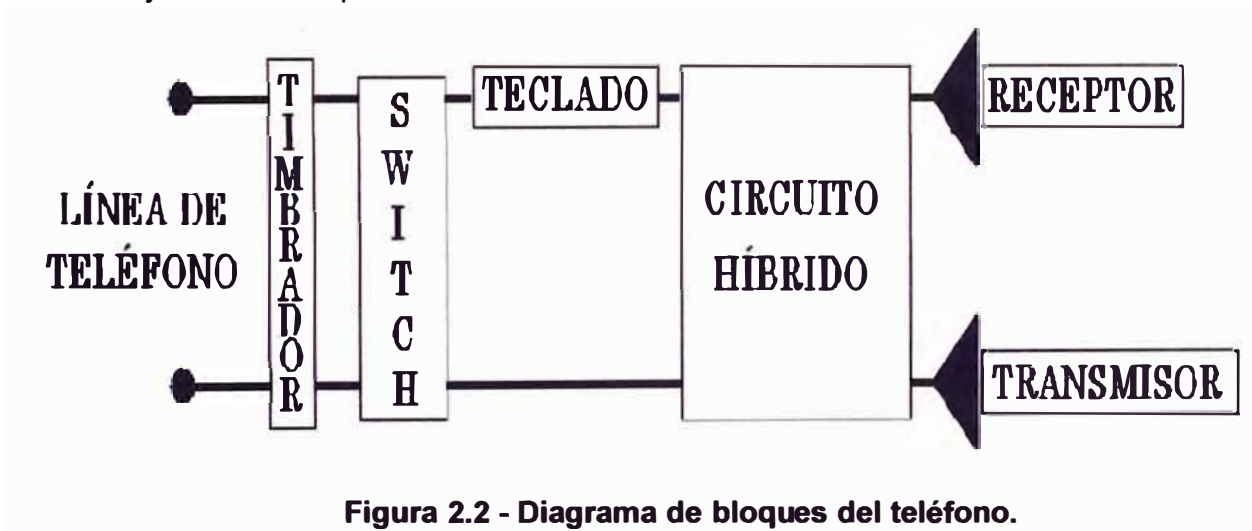 LÍNEA DE
TELÉFONO
TIMBRADOR
SWITCH
TECLADO
CIRCUITO
HÍBRIDO
RECEPTOR
TRANSMISOR
Figura 2.2 - Diagrama de bloques del teléfono.